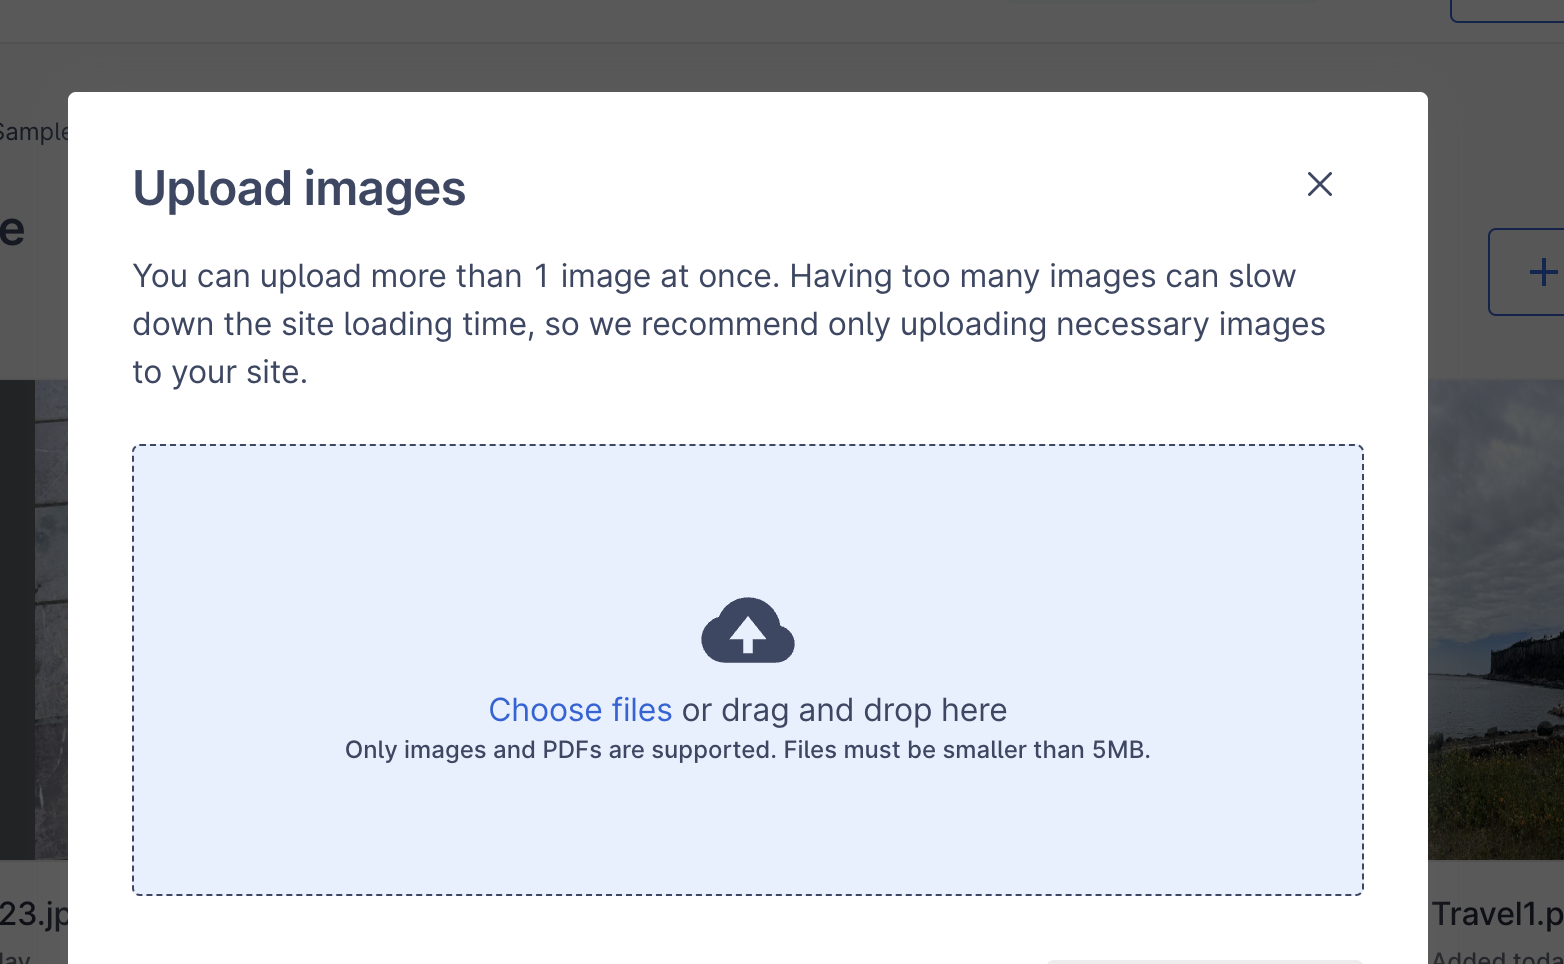 Upload images
You can upload more than 1 image at once. Having too many images can slow
down the site loading time, so we recommend only uploading necessary images
to your site.
Choose files or drag and drop here
Only images and PDFs are supported. Files must be smaller than 5MB.
Sample
e
23.jp
Travel1.p
Added toda